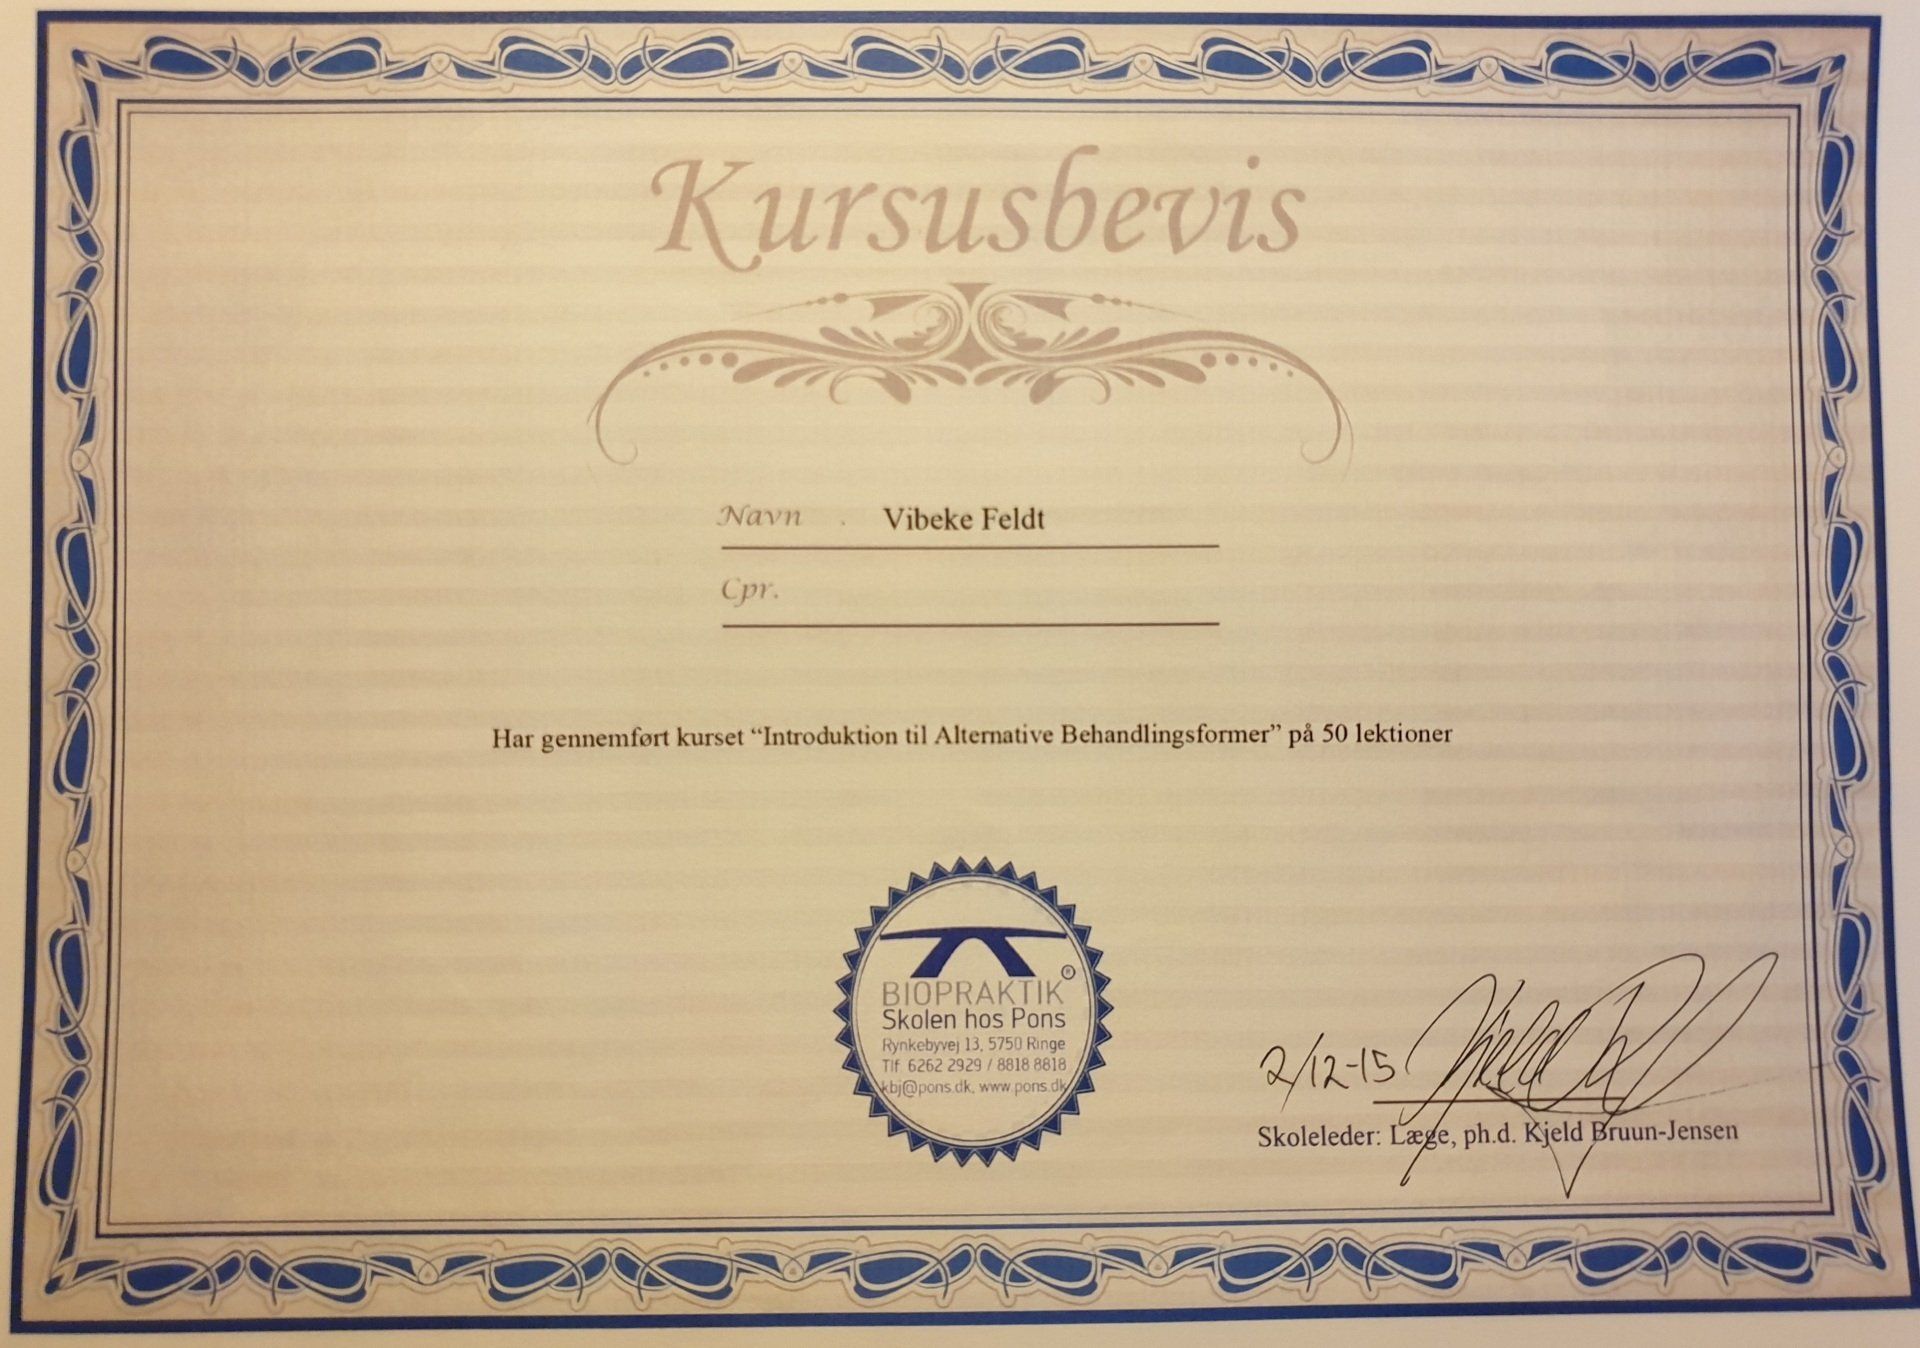 Kursusbevis
Navn . Vibeke Feldt
Cpr.
Har gennemført kurset “Introduktion til Alternative Behandlingsformer” på 50 lektioner
BIOPRAKTIK®
Skolen hos Pons
Rynkebyvej 13, 5750 Ringe
Tlf. 6262 2929 / 8818 8818
kbj@pons.dk, www.pons.dk
2/12-15
Skoleleder: Læge, ph.d. Kjeld Bruun-Jensen